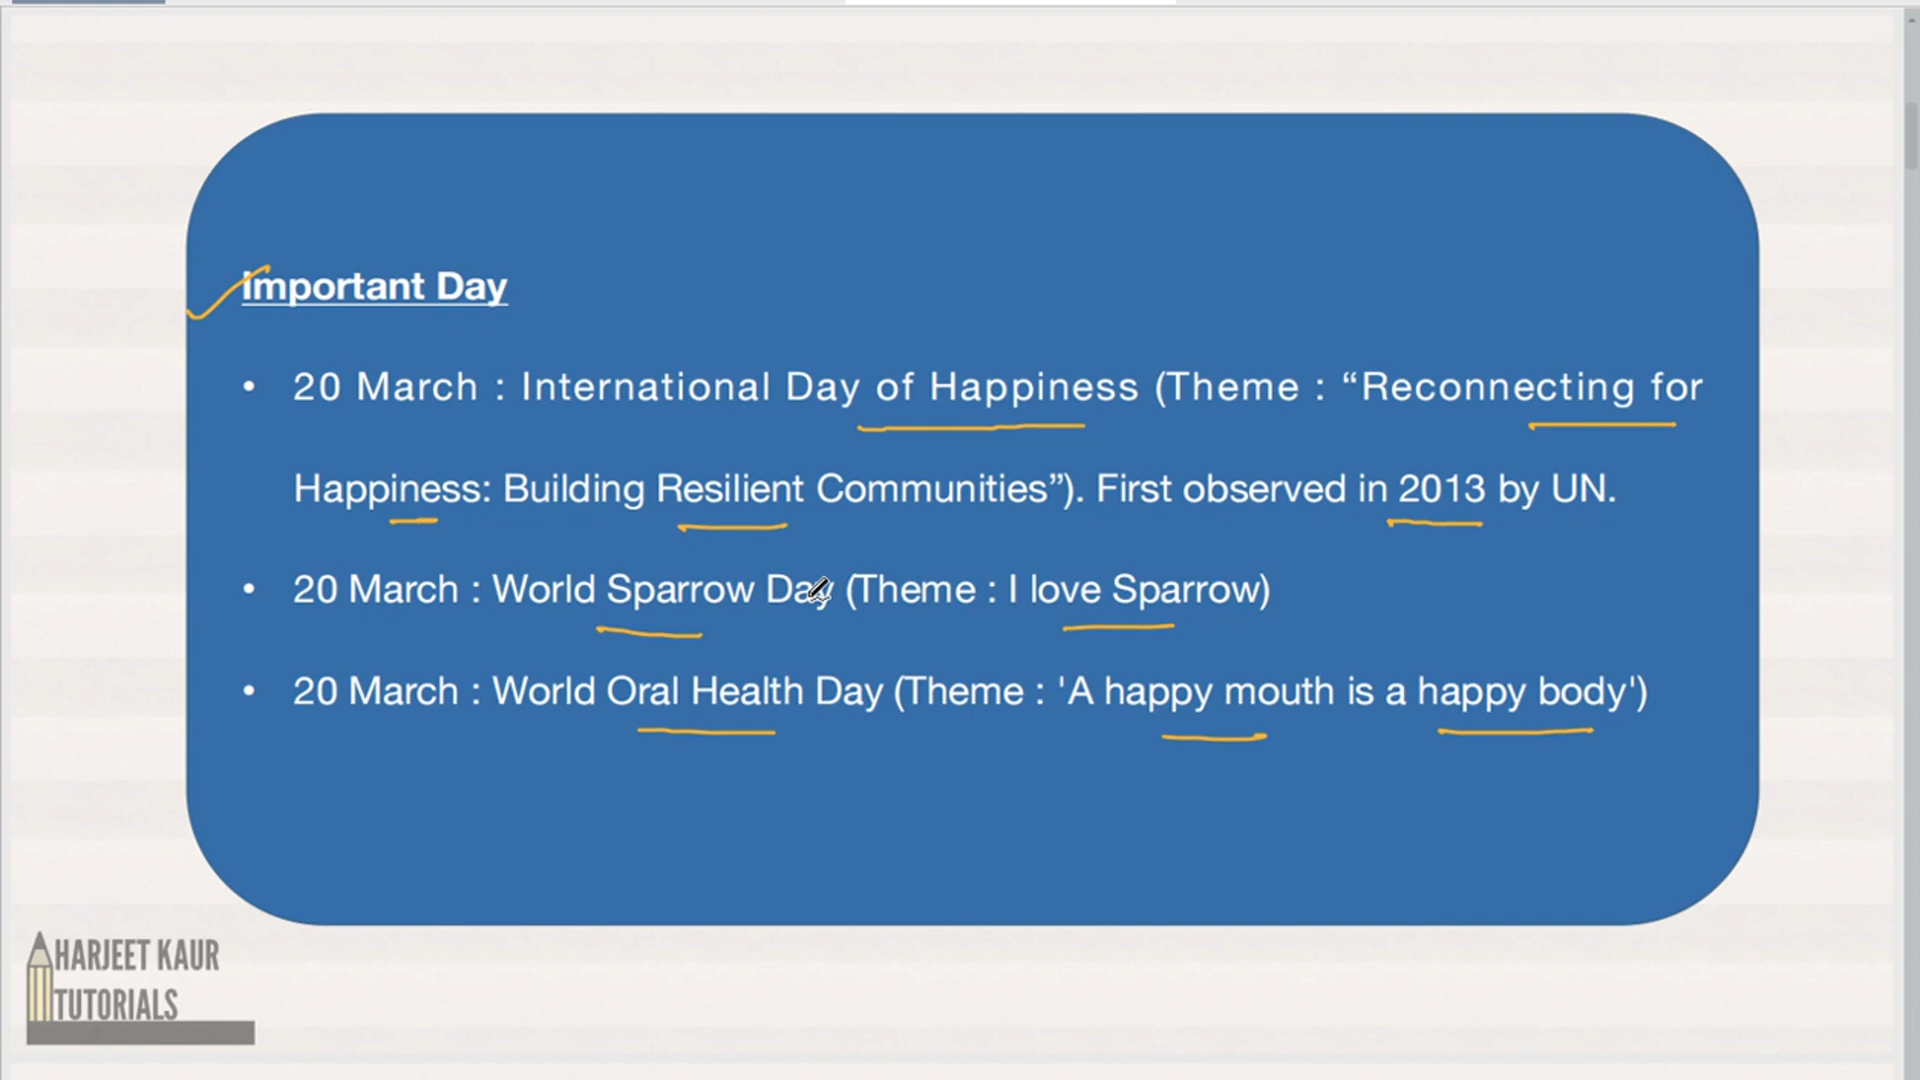 Important Day
• 20 March : International Day of Happiness (Theme : “Reconnecting for
Happiness: Building Resilient Communities”). First observed in 2013 by UN.
• 20 March : World Sparrow Day (Theme : I love Sparrow)
• 20 March : World Oral Health Day (Theme : 'A happy mouth is a happy body')
HARJEET KAUR
TUTORIALS